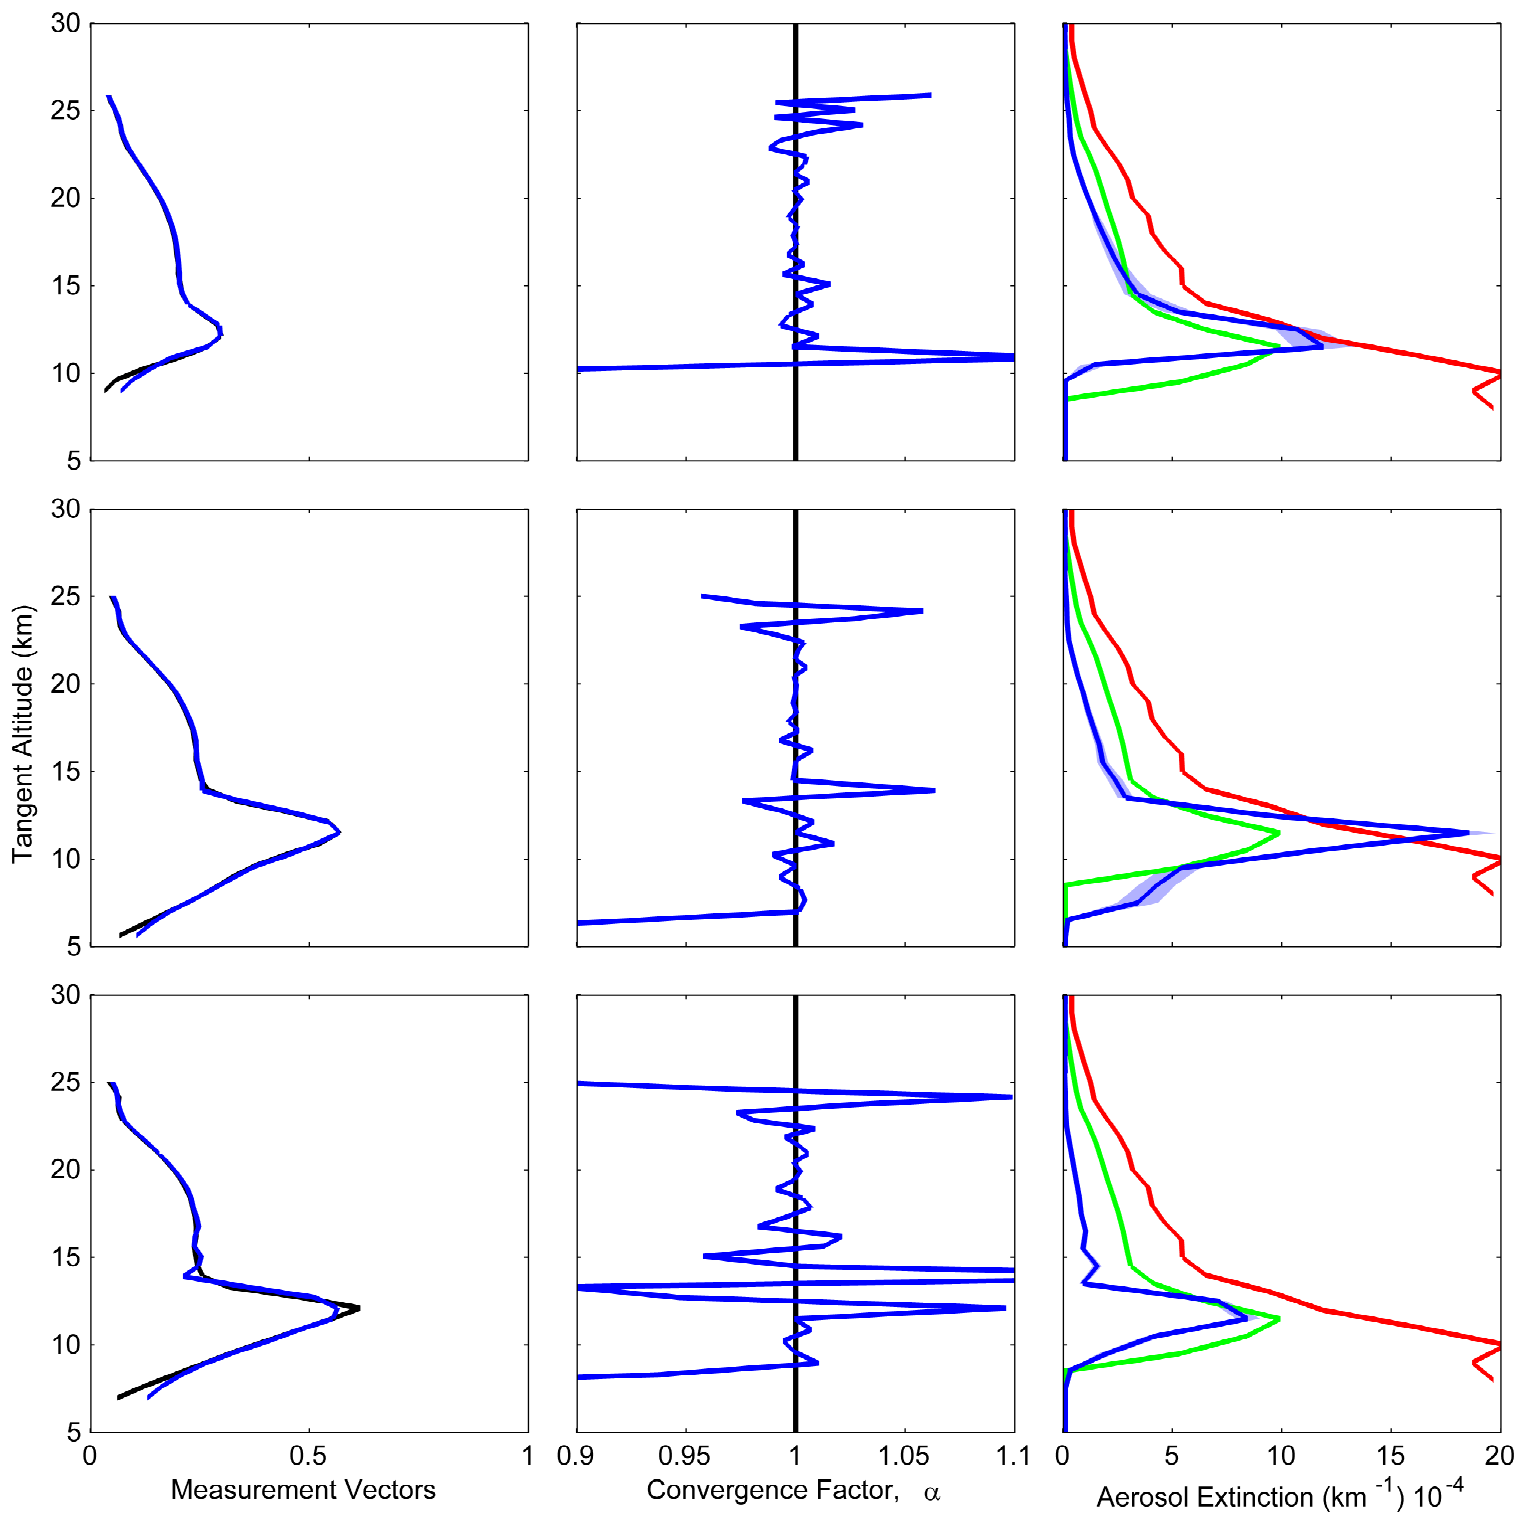 30
25
20
15
10
5
30
25
20
15
10
5
Tangent Altitude (km)
30
25
20
15
10
5
0 0.5 1
0.9 0.95 1 1.05 1.1
0 5 10 15 20
Measurement Vectors
Convergence Factor, α
Aerosol Extinction (km⁻¹) 10⁻⁴